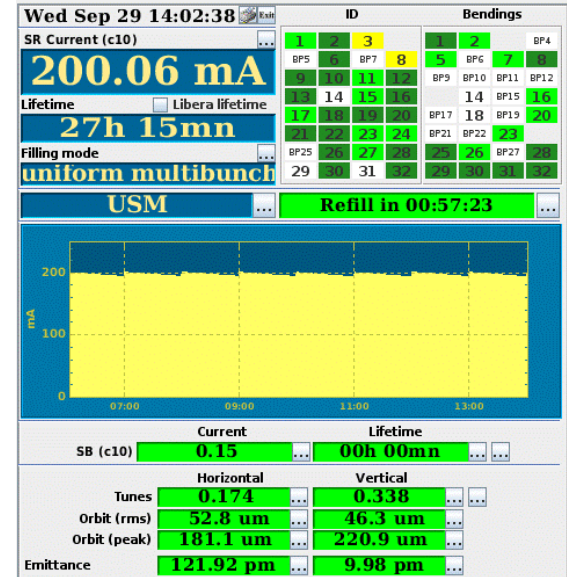 Wed Sep 29 14:02:38 Exit
SR Current (c10) ...
200.06 mA
Lifetime Libera lifetime
27h 15mn
Filling mode ...
uniform multibunch
ID
1 2 3
BP5 6 BP7 8
9 10 11 12
13 14 15 16
17 18 19 20
21 22 23 24
BP25 26 27 28
29 30 31 32
Bendings
1 2 BP4
5 BP6 7 8
BP9 BP10 BP11 BP12
14 BP15 16
BP17 18 BP19 20
BP21 BP22 23
25 26 BP27 28
29 30 31 32
USM ... Refill in 00:57:23 ...
200
mA
100
0
07:00 09:00 11:00 13:00
Current Lifetime
SB (c10) 0.15 ... 00h 00mn ... ...
Horizontal Vertical
Tunes 0.174 ... 0.338 ... ...
Orbit (rms) 52.8 um ... 46.3 um ...
Orbit (peak) 181.1 um ... 220.9 um ...
Emittance 121.92 pm ... 9.98 pm ...